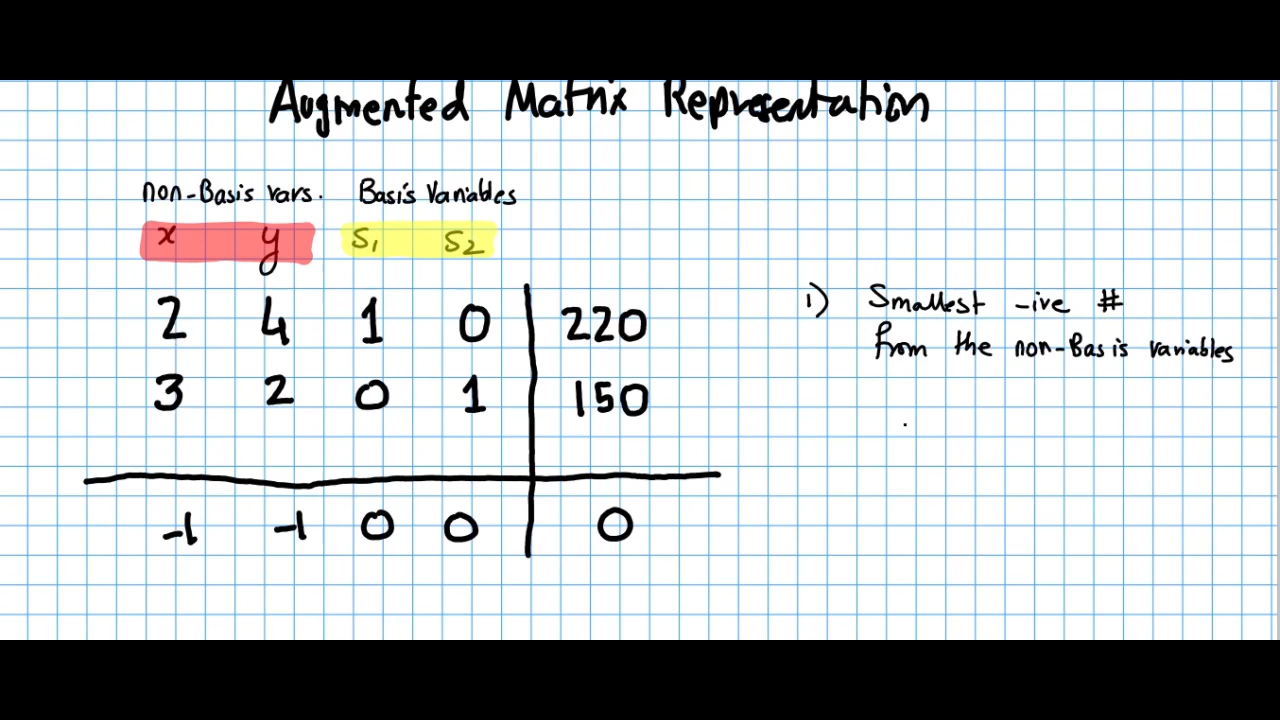 Augmented Matrix Representation
non-Basis vars. Basis Variables
x y S1 S2
2 4 1 0 220
3 2 0 1 150
-1 -1 0 0 0
1) Smallest -ive #
from the non-Basis variables